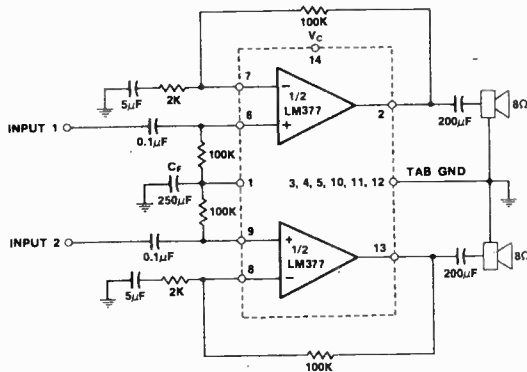 100K
V_C
14
7
1/2
LM377
−
+
5μF
2K
6
2
200μF
8Ω
INPUT 1
0.1μF
100K
C_F
250μF
1
3, 4, 5, 10, 11, 12
TAB GND
100K
INPUT 2
0.1μF
9
+
1/2
LM377
−
13
8
5μF
2K
200μF
8Ω
100K